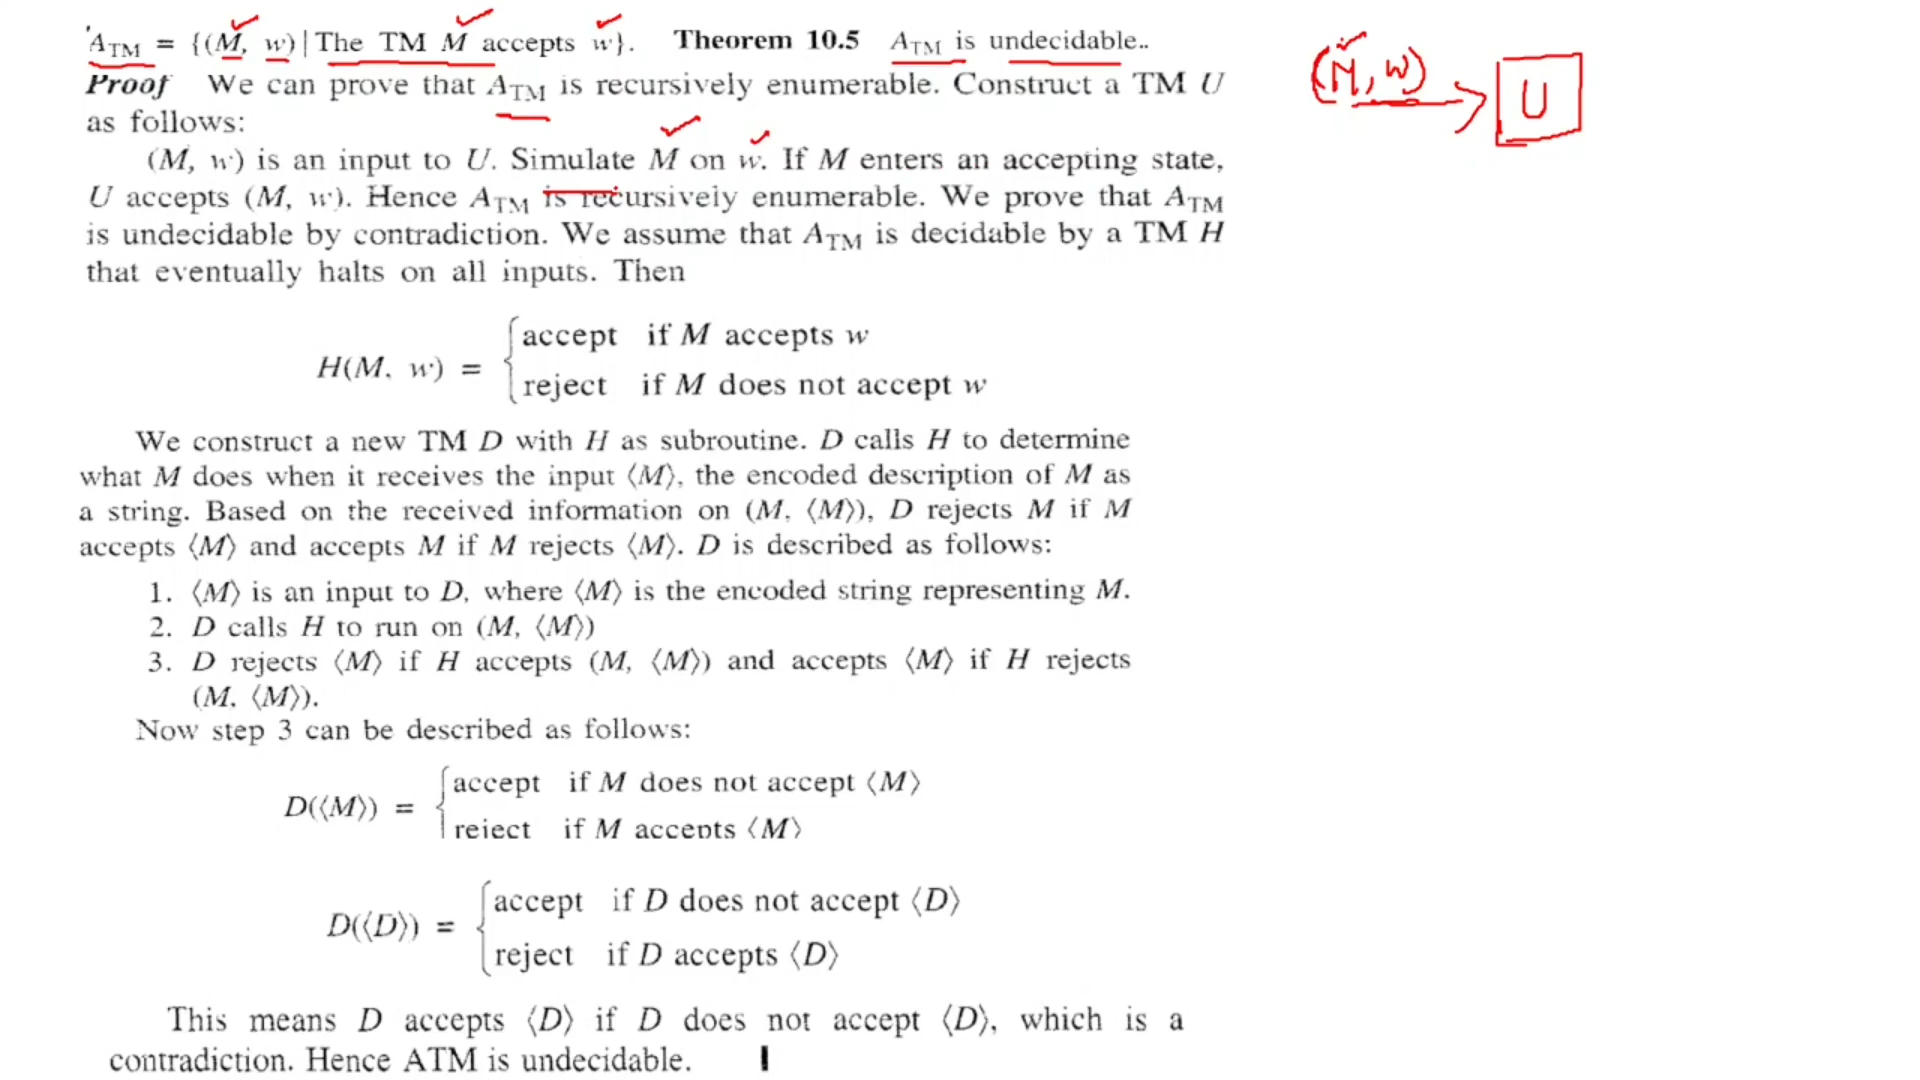 A_TM = {(M, w) | The TM M accepts w}. Theorem 10.5 A_TM is undecidable..
Proof We can prove that A_TM is recursively enumerable. Construct a TM U
as follows:
(M, w) is an input to U. Simulate M on w. If M enters an accepting state,
U accepts (M, w). Hence A_TM is recursively enumerable. We prove that A_TM
is undecidable by contradiction. We assume that A_TM is decidable by a TM H
that eventually halts on all inputs. Then
H(M, w) = { accept if M accepts w
reject if M does not accept w
We construct a new TM D with H as subroutine. D calls H to determine
what M does when it receives the input ⟨M⟩, the encoded description of M as
a string. Based on the received information on (M, ⟨M⟩), D rejects M if M
accepts ⟨M⟩ and accepts M if M rejects ⟨M⟩. D is described as follows:
1. ⟨M⟩ is an input to D, where ⟨M⟩ is the encoded string representing M.
2. D calls H to run on (M, ⟨M⟩)
3. D rejects ⟨M⟩ if H accepts (M, ⟨M⟩) and accepts ⟨M⟩ if H rejects
(M, ⟨M⟩).
Now step 3 can be described as follows:
D(⟨M⟩) = { accept if M does not accept ⟨M⟩
reject if M accepts ⟨M⟩
D(⟨D⟩) = { accept if D does not accept ⟨D⟩
reject if D accepts ⟨D⟩
This means D accepts ⟨D⟩ if D does not accept ⟨D⟩, which is a
contradiction. Hence ATM is undecidable.
(M, w) → U